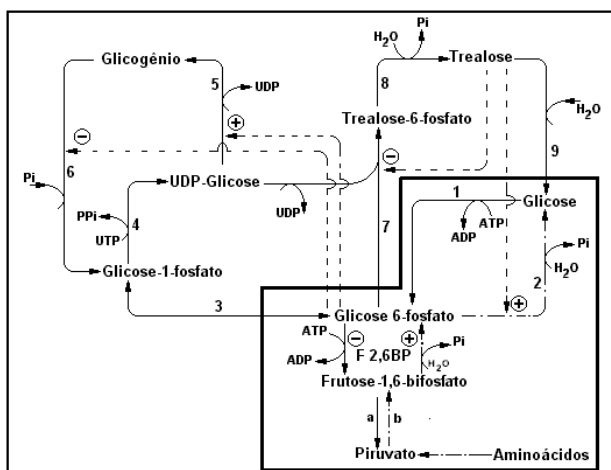 Pi
H2O
Glicogênio
Trealose
8
5
UDP
Trealose-6-fosfato
H2O
6
9
Pi
UDP-Glicose
PPi
4
UDP
7
1
Glicose
UTP
ADP
ATP
Pi
H2O
Glicose-1-fosfato
2
3
Glicose 6-fosfato
ATP
F 2,6BP
Pi
ADP
H2O
Frutose-1,6-bifosfato
a
b
Piruvato
Aminoácidos